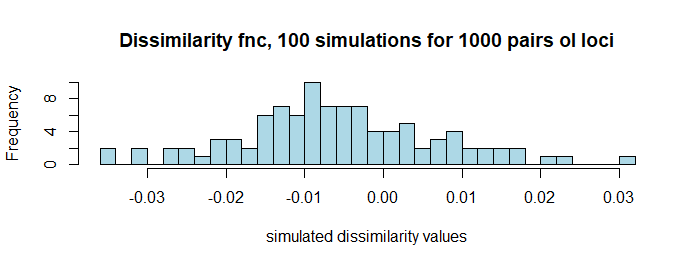 Dissimilarity fnc, 100 simulations for 1000 pairs ol loci
Frequency
8
4
0
-0.03 -0.02 -0.01 0.00 0.01 0.02 0.03
simulated dissimilarity values